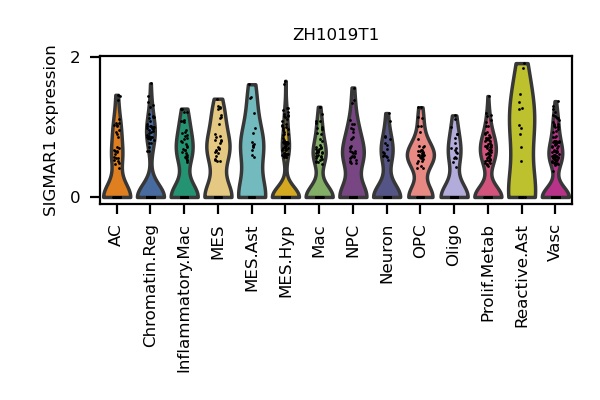 ZH1019T1
SIGMAR1 expression
2
0
AC
Chromatin.Reg
Inflammatory.Mac
MES
MES.Ast
MES.Hyp
Mac
NPC
Neuron
OPC
Oligo
Prolif.Metab
Reactive.Ast
Vasc